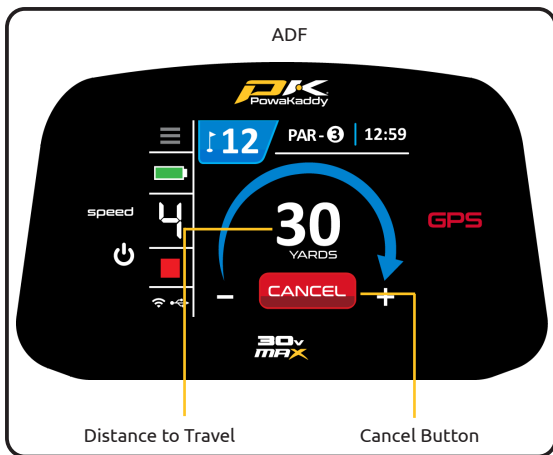 ADF
PK
PowaKaddy
12 PAR - 3 12:59
speed 4
30
YARDS
GPS
- CANCEL +
30v
MAX
Distance to Travel Cancel Button